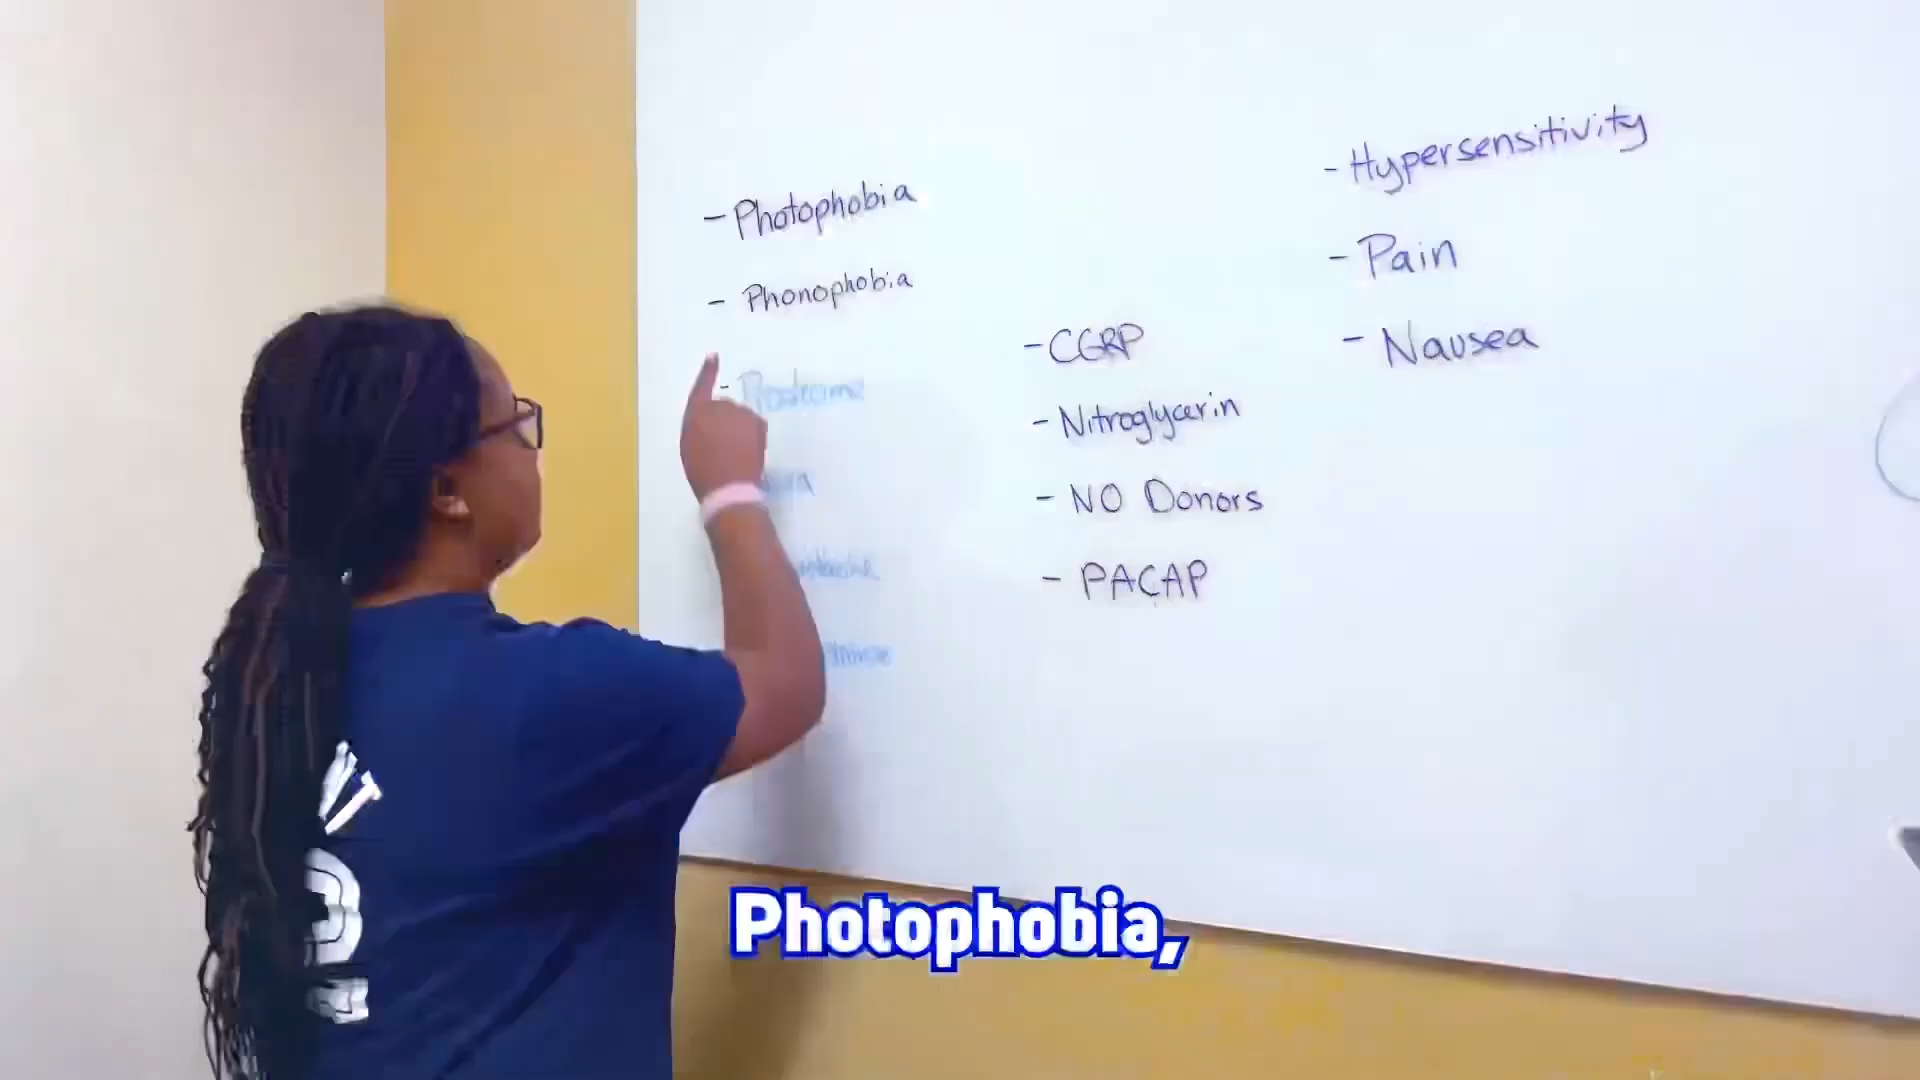 - Photophobia
- Phonophobia
- CGRP
- Nitroglycerin
- NO Donors
- PACAP
- Hypersensitivity
- Pain
- Nausea
Photophobia,